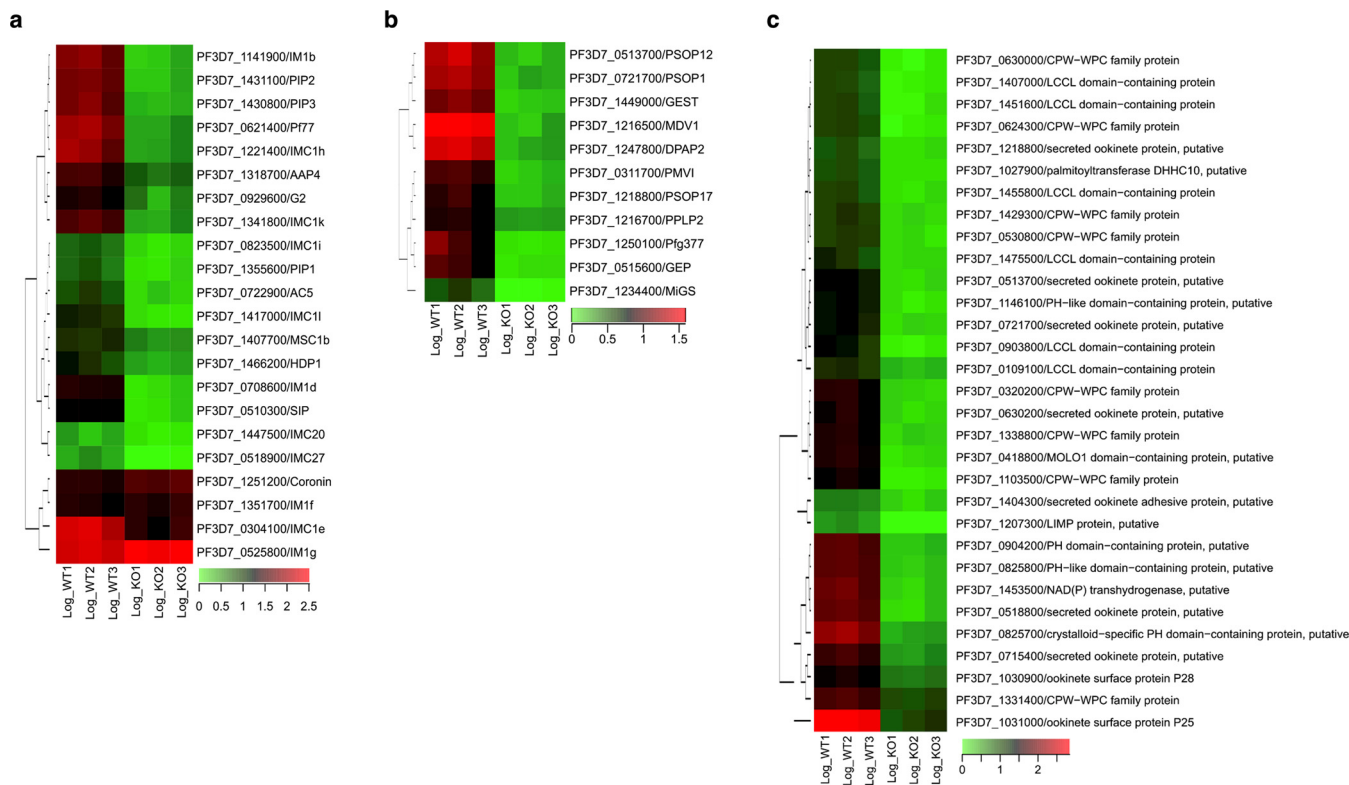 a
PF3D7_1141900/IM1b
PF3D7_1431100/PIP2
PF3D7_1430800/PIP3
PF3D7_0621400/Pf77
PF3D7_1221400/IMC1h
PF3D7_1318700/AAP4
PF3D7_0929600/G2
PF3D7_1341800/IMC1k
PF3D7_0823500/IMC1i
PF3D7_1355600/PIP1
PF3D7_0722900/AC5
PF3D7_1417000/IMC1l
PF3D7_1407700/MSC1b
PF3D7_1466200/HDP1
PF3D7_0708600/IM1d
PF3D7_0510300/SIP
PF3D7_1447500/IMC20
PF3D7_0518900/IMC27
PF3D7_1251200/Coronin
PF3D7_1351700/IM1f
PF3D7_0304100/IMC1e
PF3D7_0525800/IM1g
Log_WT1 Log_WT2 Log_WT3 Log_KO1 Log_KO2 Log_KO3
0 0.5 1 1.5 2 2.5
b
PF3D7_0513700/PSOP12
PF3D7_0721700/PSOP1
PF3D7_1449000/GEST
PF3D7_1216500/MDV1
PF3D7_1247800/DPAP2
PF3D7_0311700/PMVI
PF3D7_1218800/PSOP17
PF3D7_1216700/PPLP2
PF3D7_1250100/Pfg377
PF3D7_0515600/GEP
PF3D7_1234400/MiGS
Log_WT1 Log_WT2 Log_WT3 Log_KO1 Log_KO2 Log_KO3
0 0.5 1 1.5
c
PF3D7_0630000/CPW−WPC family protein
PF3D7_1407000/LCCL domain−containing protein
PF3D7_1451600/LCCL domain−containing protein
PF3D7_0624300/CPW−WPC family protein
PF3D7_1218800/secreted ookinete protein, putative
PF3D7_1027900/palmitoyltransferase DHHC10, putative
PF3D7_1455800/LCCL domain−containing protein
PF3D7_1429300/CPW−WPC family protein
PF3D7_0530800/CPW−WPC family protein
PF3D7_1475500/LCCL domain−containing protein
PF3D7_0513700/secreted ookinete protein, putative
PF3D7_1146100/PH−like domain−containing protein, putative
PF3D7_0721700/secreted ookinete protein, putative
PF3D7_0903800/LCCL domain−containing protein
PF3D7_0109100/LCCL domain−containing protein
PF3D7_0320200/CPW−WPC family protein
PF3D7_0630200/secreted ookinete protein, putative
PF3D7_1338800/CPW−WPC family protein
PF3D7_0418800/MOLO1 domain−containing protein, putative
PF3D7_1103500/CPW−WPC family protein
PF3D7_1404300/secreted ookinete adhesive protein, putative
PF3D7_1207300/LIMP protein, putative
PF3D7_0904200/PH domain−containing protein, putative
PF3D7_0825800/PH−like domain−containing protein, putative
PF3D7_1453500/NAD(P) transhydrogenase, putative
PF3D7_0518800/secreted ookinete protein, putative
PF3D7_0825700/crystalloid−specific PH domain−containing protein, putative
PF3D7_0715400/secreted ookinete protein, putative
PF3D7_1030900/ookinete surface protein P28
PF3D7_1331400/CPW−WPC family protein
PF3D7_1031000/ookinete surface protein P25
Log_WT1 Log_WT2 Log_WT3 Log_KO1 Log_KO2 Log_KO3
0 1 2